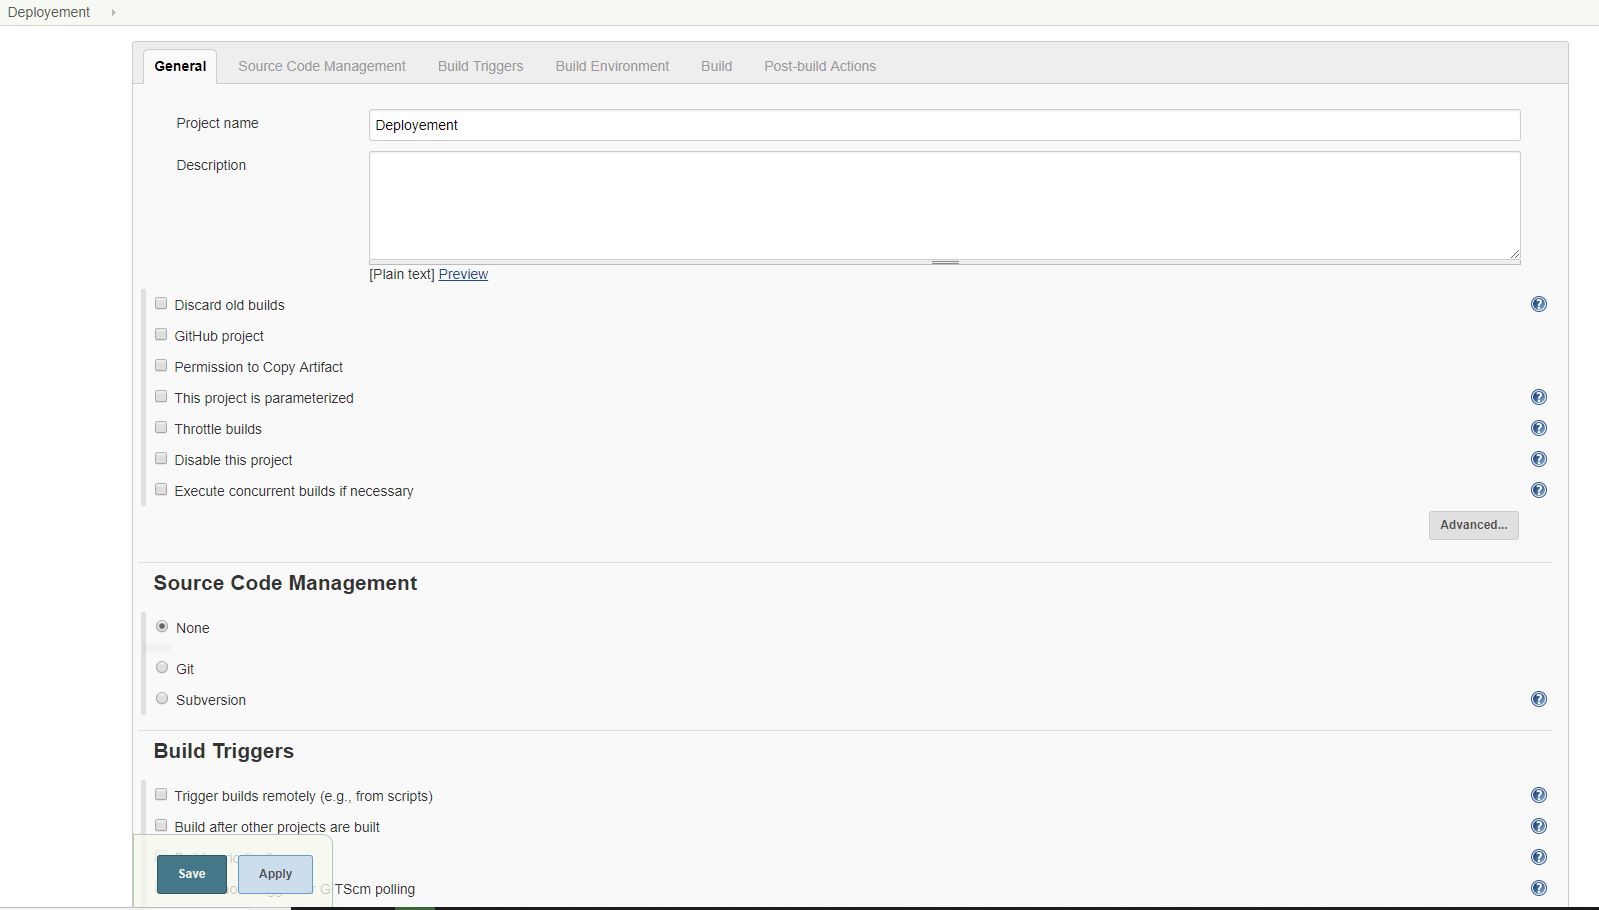 Deployement
General Source Code Management Build Triggers Build Environment Build Post-build Actions
Project name Deployement
Description
[Plain text] Preview
Discard old builds
GitHub project
Permission to Copy Artifact
This project is parameterized
Throttle builds
Disable this project
Execute concurrent builds if necessary
Advanced...
Source Code Management
None
Git
Subversion
Build Triggers
Trigger builds remotely (e.g., from scripts)
Build after other projects are built
Save Apply
polling